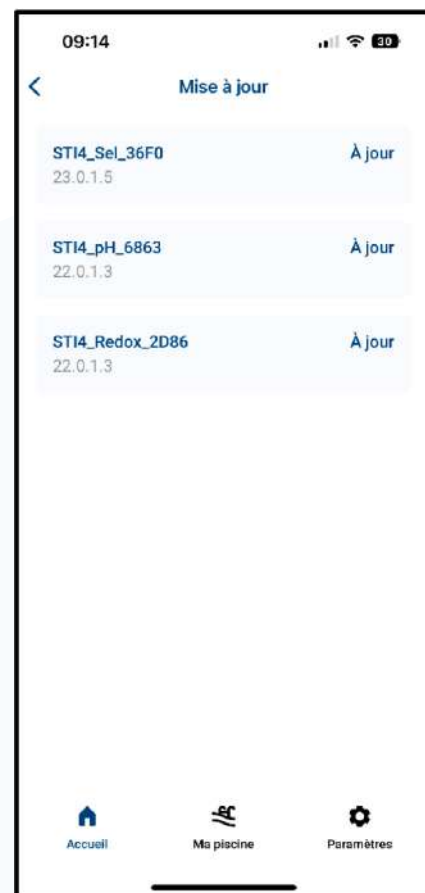 09:14
30
Mise à jour
STI4_Sel_36F0
À jour
23.0.1.5
STI4_pH_6863
À jour
22.0.1.3
STI4_Redox_2D86
À jour
22.0.1.3
Accueil
Ma piscine
Paramètres